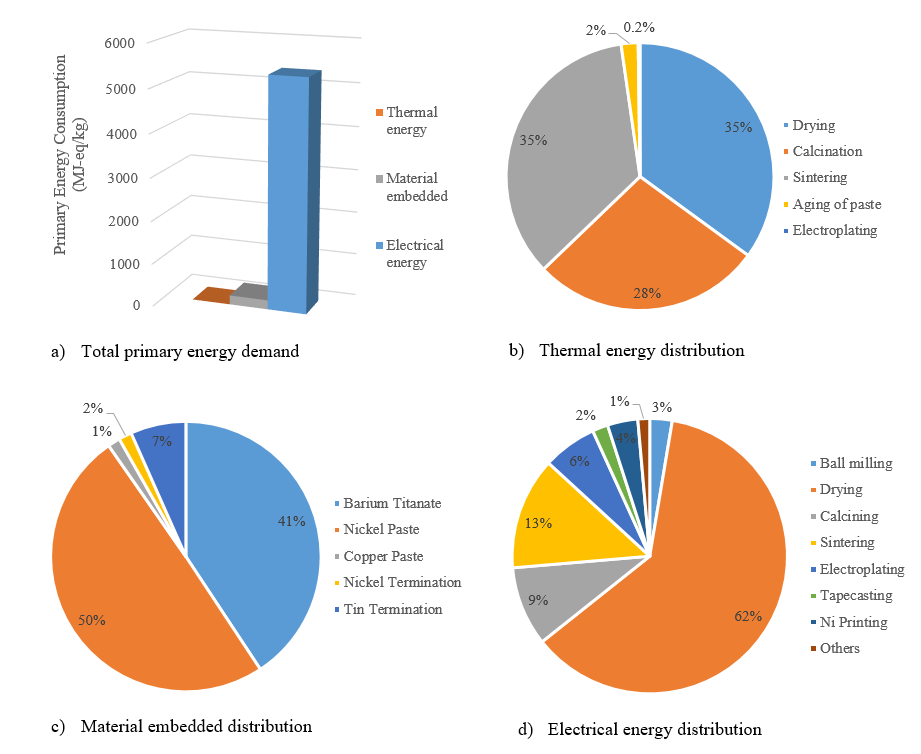 Primary Energy Consumption
(MJ-eq/kg)
6000
5000
4000
3000
2000
1000
0
Thermal
energy
Material
embedded
Electrical
energy
a) Total primary energy demand
2%
0.2%
35%
35%
28%
Drying
Calcination
Sintering
Aging of paste
Electroplating
b) Thermal energy distribution
2%
1%
7%
41%
50%
Barium Titanate
Nickel Paste
Copper Paste
Nickel Termination
Tin Termination
c) Material embedded distribution
1%
3%
2%
4%
6%
13%
9%
62%
Ball milling
Drying
Calcining
Sintering
Electroplating
Tapecasting
Ni Printing
Others
d) Electrical energy distribution